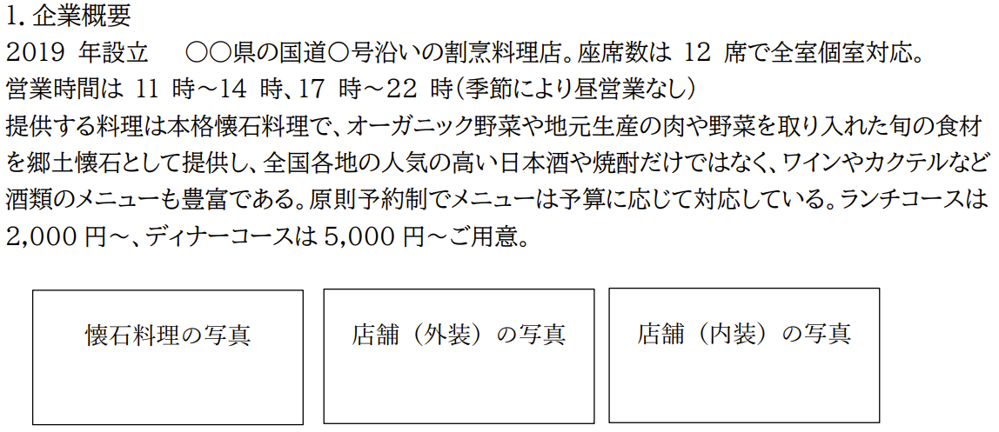 1．企業概要
2019 年設立　〇〇県の国道〇号沿いの割烹料理店。座席数は 12 席で全室個室対応。
営業時間は 11 時～14 時、17 時～22 時（季節により昼営業なし）
提供する料理は本格懐石料理で、オーガニック野菜や地元生産の肉や野菜を取り入れた旬の食材
を郷土懐石として提供し、全国各地の人気の高い日本酒や焼酎だけではなく、ワインやカクテルなど
酒類のメニューも豊富である。原則予約制でメニューは予算に応じて対応している。ランチコースは
2,000 円～、ディナーコースは 5,000 円～ご用意。
懐石料理の写真
店舗（外装）の写真
店舗（内装）の写真